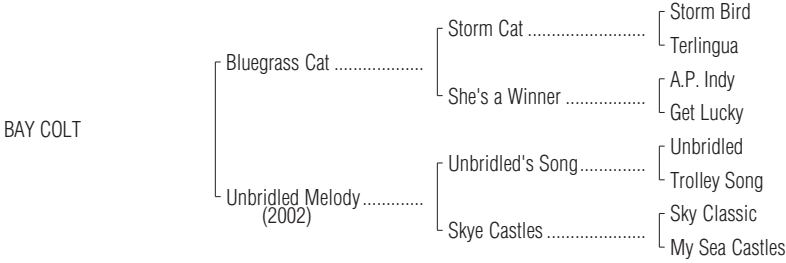 Storm Bird
Storm Cat ........................
Terlingua
Bluegrass Cat ...................
A.P. Indy
She's a Winner .................
Get Lucky
BAY COLT
Unbridled
Unbridled's Song..............
Trolley Song
Unbridled Melody.............
(2002)
Sky Classic
Skye Castles .....................
My Sea Castles